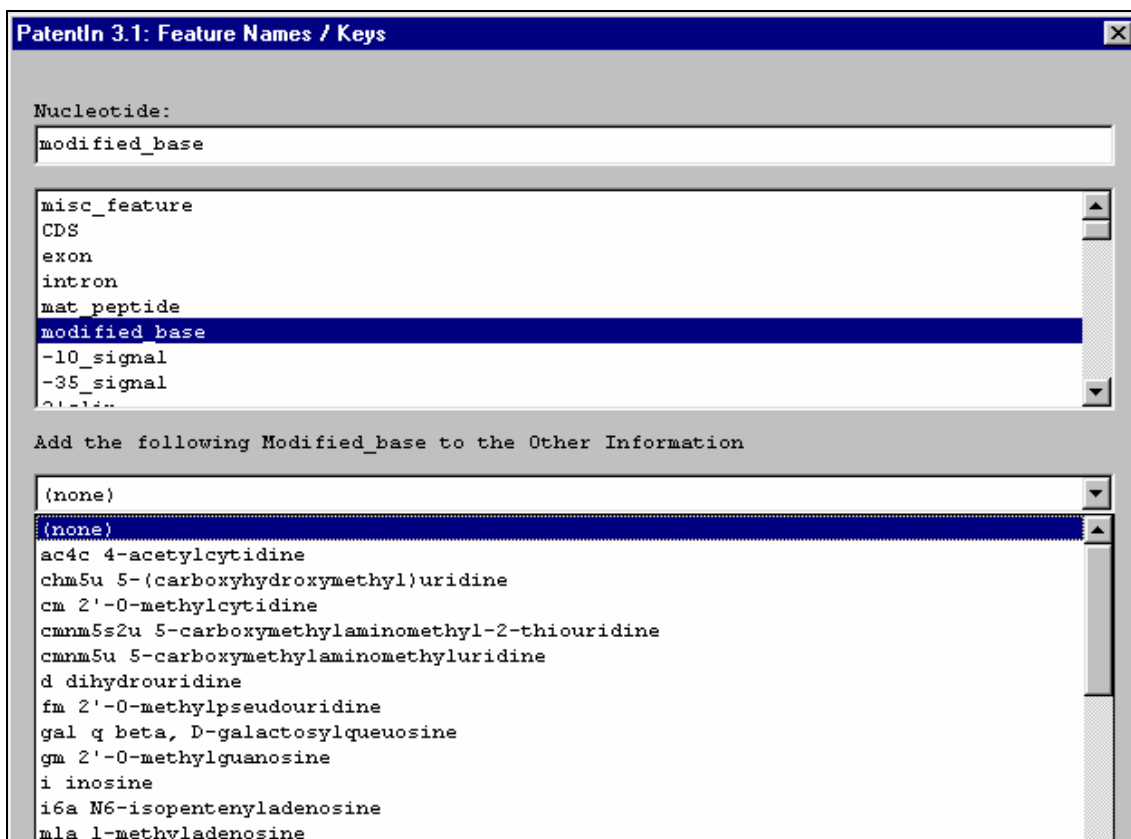 PatentIn 3.1: Feature Names / Keys
Nucleotide:
modified_base
misc_feature
CDS
exon
intron
mat_peptide
modified_base
-10_signal
-35_signal
Add the following Modified_base to the Other Information
(none)
(none)
ac4c 4-acetylcytidine
chm5u 5-(carboxyhydroxymethyl)uridine
cm 2'-O-methylcytidine
cmnm5s2u 5-carboxymethylaminomethyl-2-thiouridine
cmnm5u 5-carboxymethylaminomethyluridine
d dihydrouridine
fm 2'-O-methylpseudouridine
gal q beta, D-galactosylqueuosine
gm 2'-O-methylguanosine
i inosine
i6a N6-isopentenyladenosine
m1a 1-methyladenosine